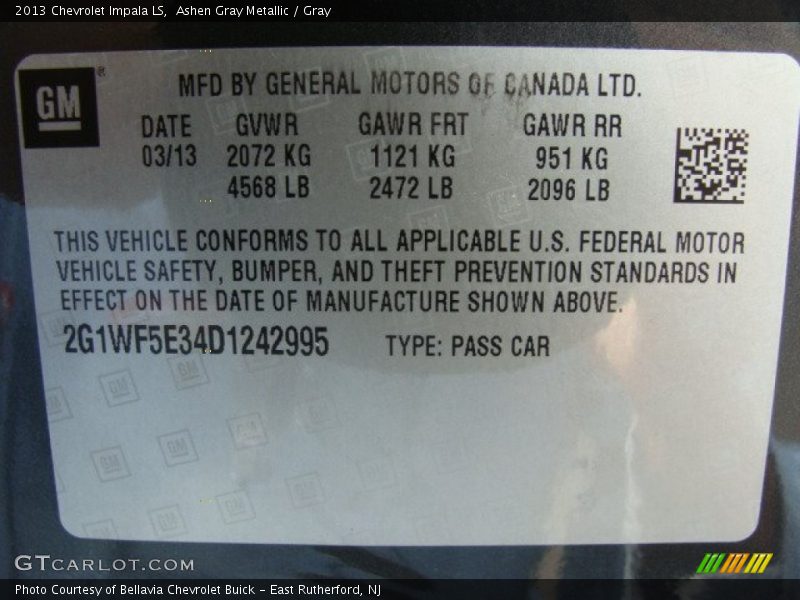 2013 Chevrolet Impala LS, Ashen Gray Metallic / Gray
GM ®
MFD BY GENERAL MOTORS OF CANADA LTD.
DATE GVWR GAWR FRT GAWR RR
03/13 2072 KG 1121 KG 951 KG
4568 LB 2472 LB 2096 LB
THIS VEHICLE CONFORMS TO ALL APPLICABLE U.S. FEDERAL MOTOR
VEHICLE SAFETY, BUMPER, AND THEFT PREVENTION STANDARDS IN
EFFECT ON THE DATE OF MANUFACTURE SHOWN ABOVE.
2G1WF5E34D1242995 TYPE: PASS CAR
GTCARLOT.COM
Photo Courtesy of Bellavia Chevrolet Buick - East Rutherford, NJ